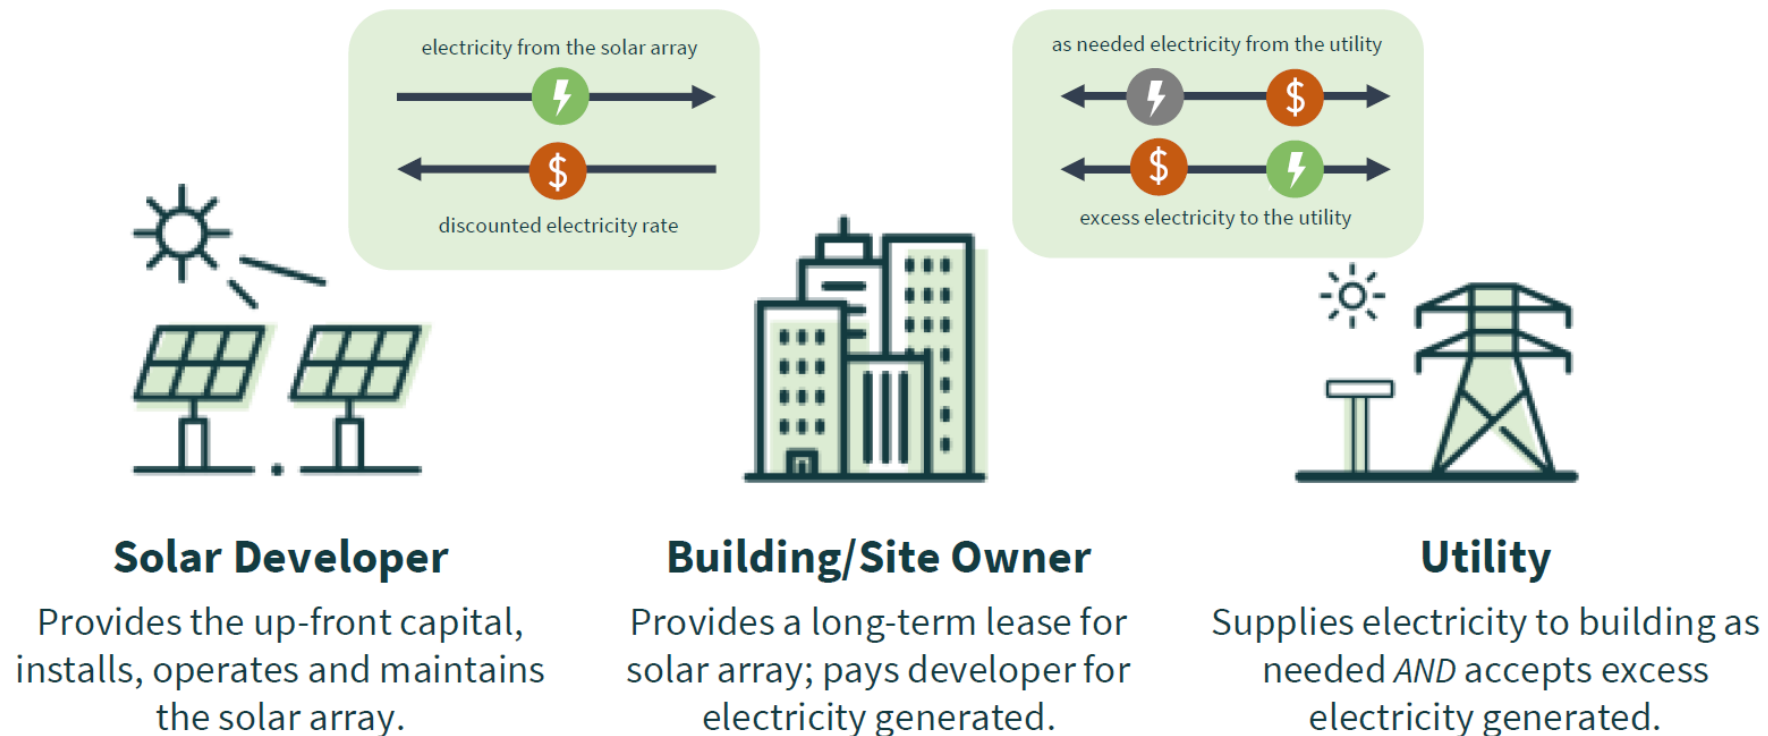 electricity from the solar array
$
discounted electricity rate
as needed electricity from the utility
$
$
excess electricity to the utility
Solar Developer
Provides the up-front capital,
installs, operates and maintains
the solar array.
Building/Site Owner
Provides a long-term lease for
solar array; pays developer for
electricity generated.
Utility
Supplies electricity to building as
needed AND accepts excess
electricity generated.